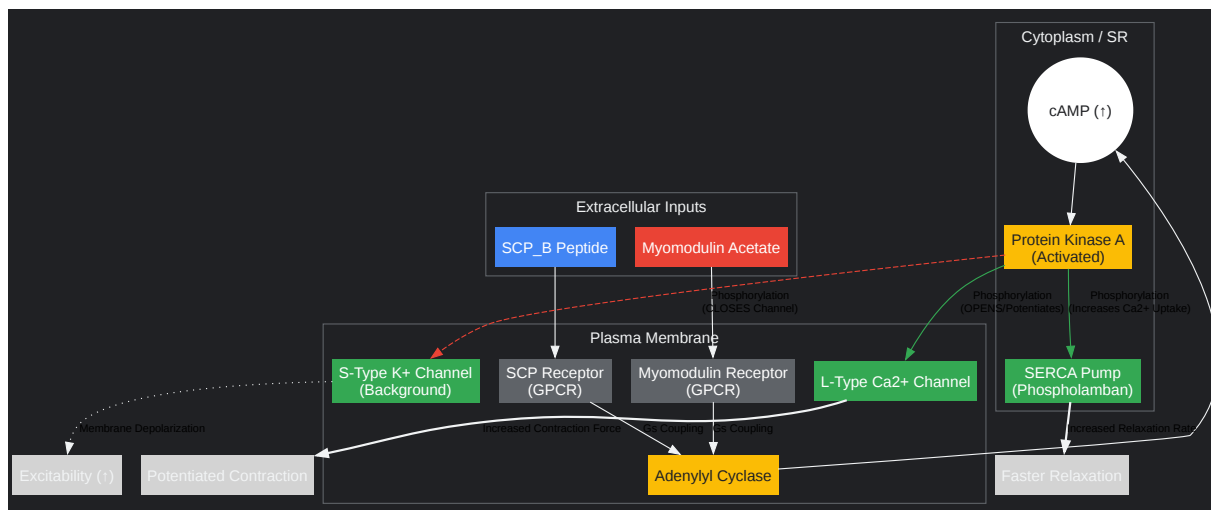 Cytoplasm / SR
cAMP (↑)
Extracellular Inputs
SCP_B Peptide
Myomodulin Acetate
Protein Kinase A
(Activated)
Phosphorylation
(CLOSES Channel)
Phosphorylation
(OPENS/Potentiates)
Phosphorylation
(Increases Ca2+ Uptake)
Plasma Membrane
S-Type K+ Channel
(Background)
SCP Receptor
(GPCR)
Myomodulin Receptor
(GPCR)
L-Type Ca2+ Channel
SERCA Pump
(Phospholamban)
Membrane Depolarization
Increased Contraction Force
Gs Coupling
Gs Coupling
Increased Relaxation Rate
Excitability (↑)
Potentiated Contraction
Adenylyl Cyclase
Faster Relaxation